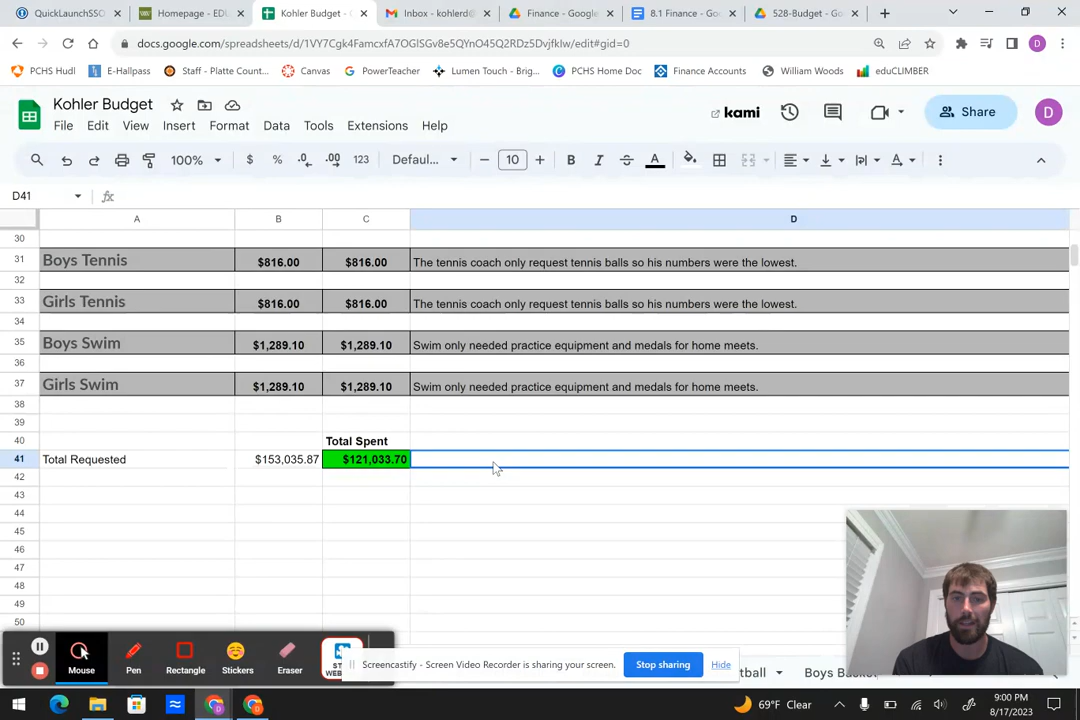 QuickLaunchSSO
Homepage - EDU
Kohler Budget - G
Inbox - kohlerd@
Finance - Google
8.1 Finance - Go
528-Budget - Go
docs.google.com/spreadsheets/d/1VY7Cgk4FamcxfA7OGlSGv8e5QYnO45Q2RDz5DvjfkIw/edit#gid=0
PCHS Hudl
E-Hallpass
Staff - Platte Count...
Canvas
PowerTeacher
Lumen Touch - Brig...
PCHS Home Doc
Finance Accounts
William Woods
eduCLIMBER
Kohler Budget
kami
Share
D
File Edit View Insert Format Data Tools Extensions Help
100% $ % .0 .00 123 Defaul... 10 B I S A
D41 fx
A B C D
30
31 Boys Tennis $816.00 $816.00 The tennis coach only request tennis balls so his numbers were the lowest.
32
33 Girls Tennis $816.00 $816.00 The tennis coach only request tennis balls so his numbers were the lowest.
34
35 Boys Swim $1,289.10 $1,289.10 Swim only needed practice equipment and medals for home meets.
36
37 Girls Swim $1,289.10 $1,289.10 Swim only needed practice equipment and medals for home meets.
38
39
40 Total Spent
41 Total Requested $153,035.87 $121,033.70
42
43
44
45
46
47
48
49
50
Mouse Pen Rectangle Stickers Eraser
Screencastify - Screen Video Recorder is sharing your screen. Stop sharing Hide
tball Boys Basket
69°F Clear
9:00 PM
8/17/2023